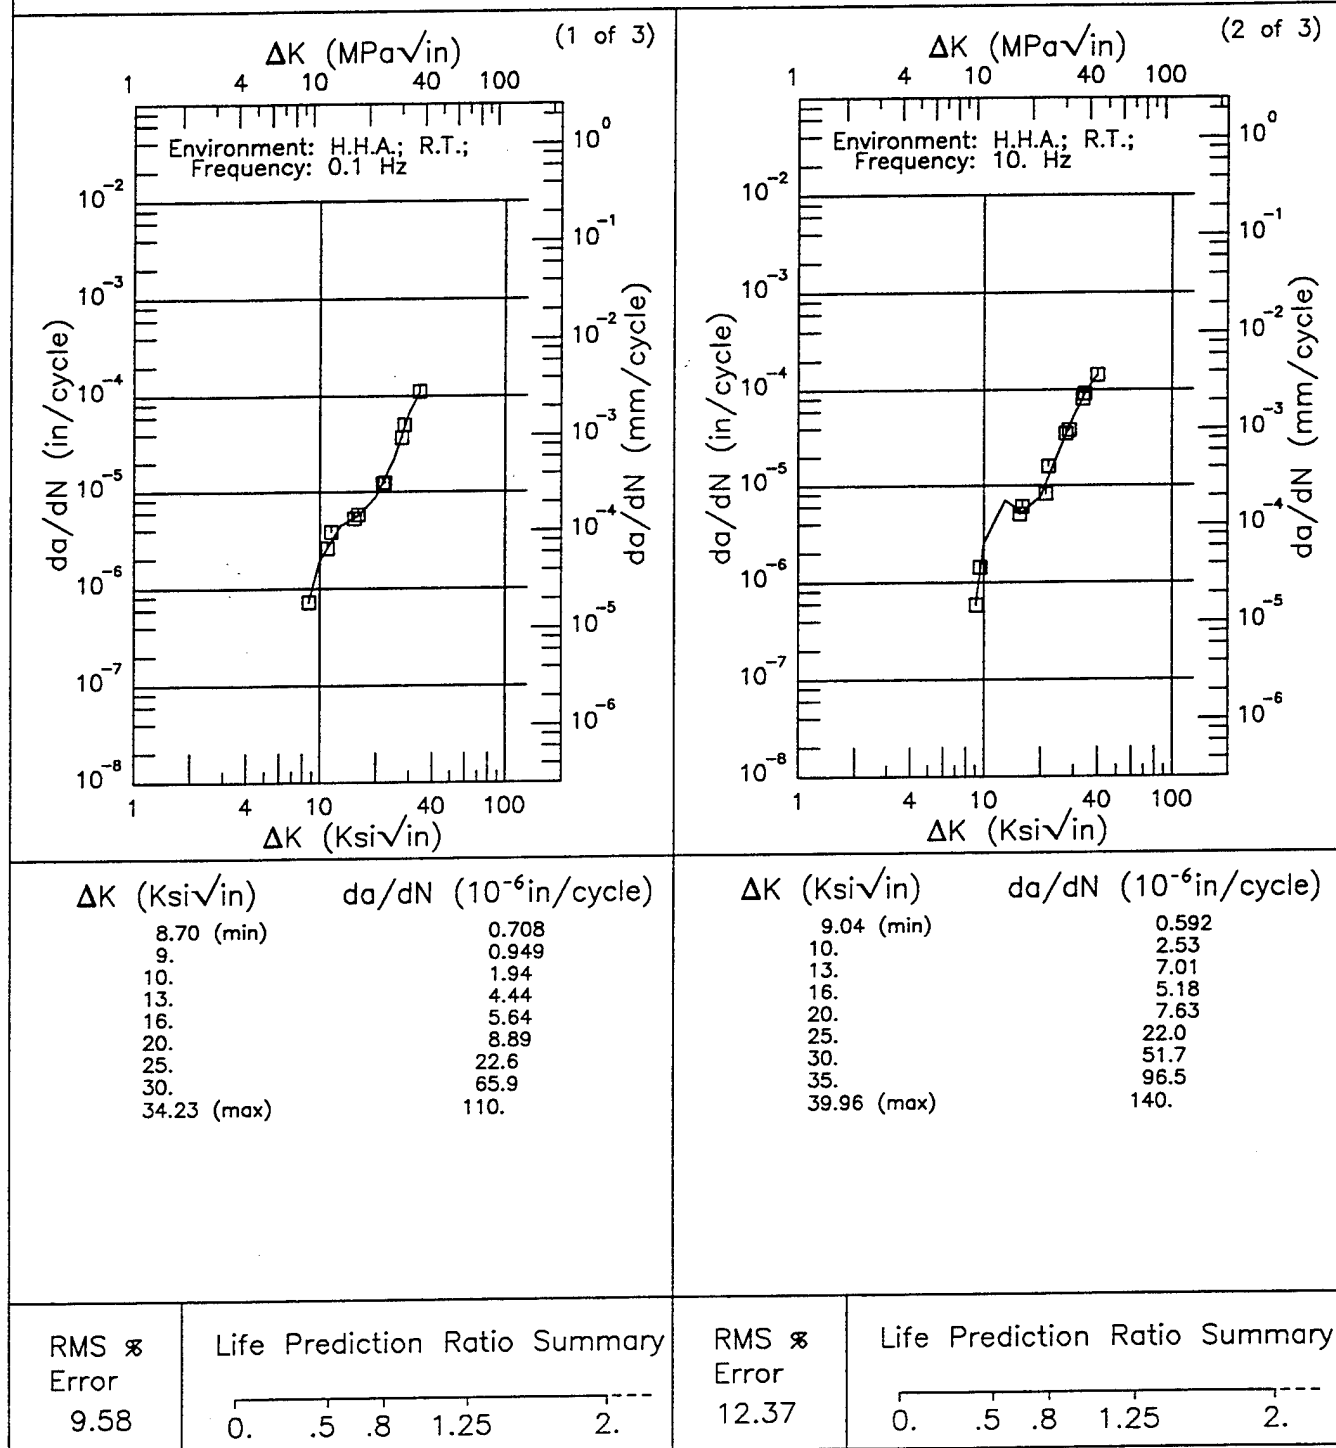 (1 of 3)
ΔK (MPa√in)
1 4 10 40 100
Environment: H.H.A.; R.T.;
Frequency: 0.1 Hz
da/dN (in/cycle)
10⁻²
10⁻³
10⁻⁴
10⁻⁵
10⁻⁶
10⁻⁷
10⁻⁸
da/dN (mm/cycle)
10⁰
10⁻¹
10⁻²
10⁻³
10⁻⁴
10⁻⁵
10⁻⁶
1 4 10 40 100
ΔK (Ksi√in)
ΔK (Ksi√in) da/dN (10⁻⁶in/cycle)
8.70 (min) 0.708
9. 0.949
10. 1.94
13. 4.44
16. 5.64
20. 8.89
25. 22.6
30. 65.9
34.23 (max) 110.
RMS %
Error
9.58
Life Prediction Ratio Summary
0. .5 .8 1.25 2.
(2 of 3)
ΔK (MPa√in)
1 4 10 40 100
Environment: H.H.A.; R.T.;
Frequency: 10. Hz
da/dN (in/cycle)
10⁻²
10⁻³
10⁻⁴
10⁻⁵
10⁻⁶
10⁻⁷
10⁻⁸
da/dN (mm/cycle)
10⁰
10⁻¹
10⁻²
10⁻³
10⁻⁴
10⁻⁵
10⁻⁶
1 4 10 40 100
ΔK (Ksi√in)
ΔK (Ksi√in) da/dN (10⁻⁶in/cycle)
9.04 (min) 0.592
10. 2.53
13. 7.01
16. 5.18
20. 7.63
25. 22.0
30. 51.7
35. 96.5
39.96 (max) 140.
RMS %
Error
12.37
Life Prediction Ratio Summary
0. .5 .8 1.25 2.